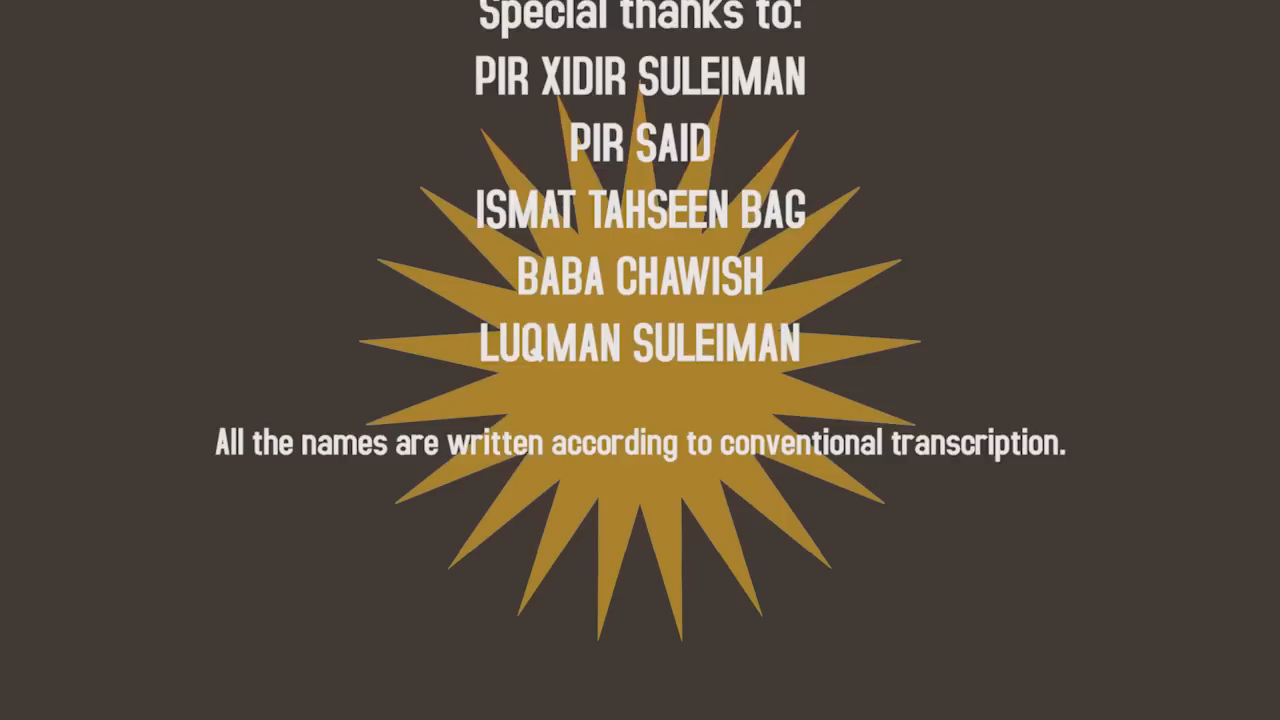 Special thanks to:
PIR XIDIR SULEIMAN
PIR SAID
ISMAT TAHSEEN BAG
BABA CHAWISH
LUQMAN SULEIMAN
All the names are written according to conventional transcription.